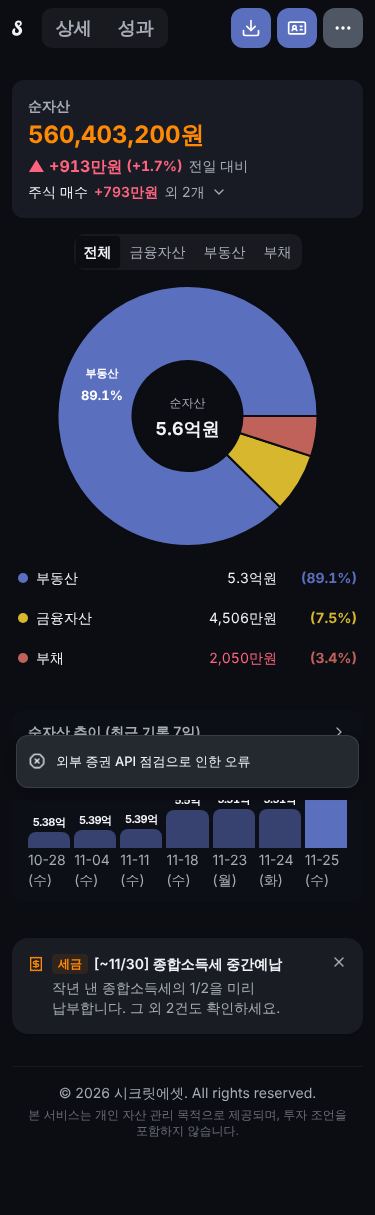 상세 성과
순자산
560,403,200원
▲ +913만원 (+1.7%) 전일 대비
주식 매수 +793만원 외 2개
전체 금융자산 부동산 부채
부동산
89.1%
순자산
5.6억원
부동산 5.3억원 (89.1%)
금융자산 4,506만원 (7.5%)
부채 2,050만원 (3.4%)
순자산 추이 (최근 기록 7일)
외부 증권 API 점검으로 인한 오류
5.38억 5.39억 5.39억
10-28 11-04 11-11 11-18 11-23 11-24 11-25
(수) (수) (수) (수) (월) (화) (수)
세금 [~11/30] 종합소득세 중간예납
작년 낸 종합소득세의 1/2을 미리
납부합니다. 그 외 2건도 확인하세요.
© 2026 시크릿에셋. All rights reserved.
본 서비스는 개인 자산 관리 목적으로 제공되며, 투자 조언을
포함하지 않습니다.